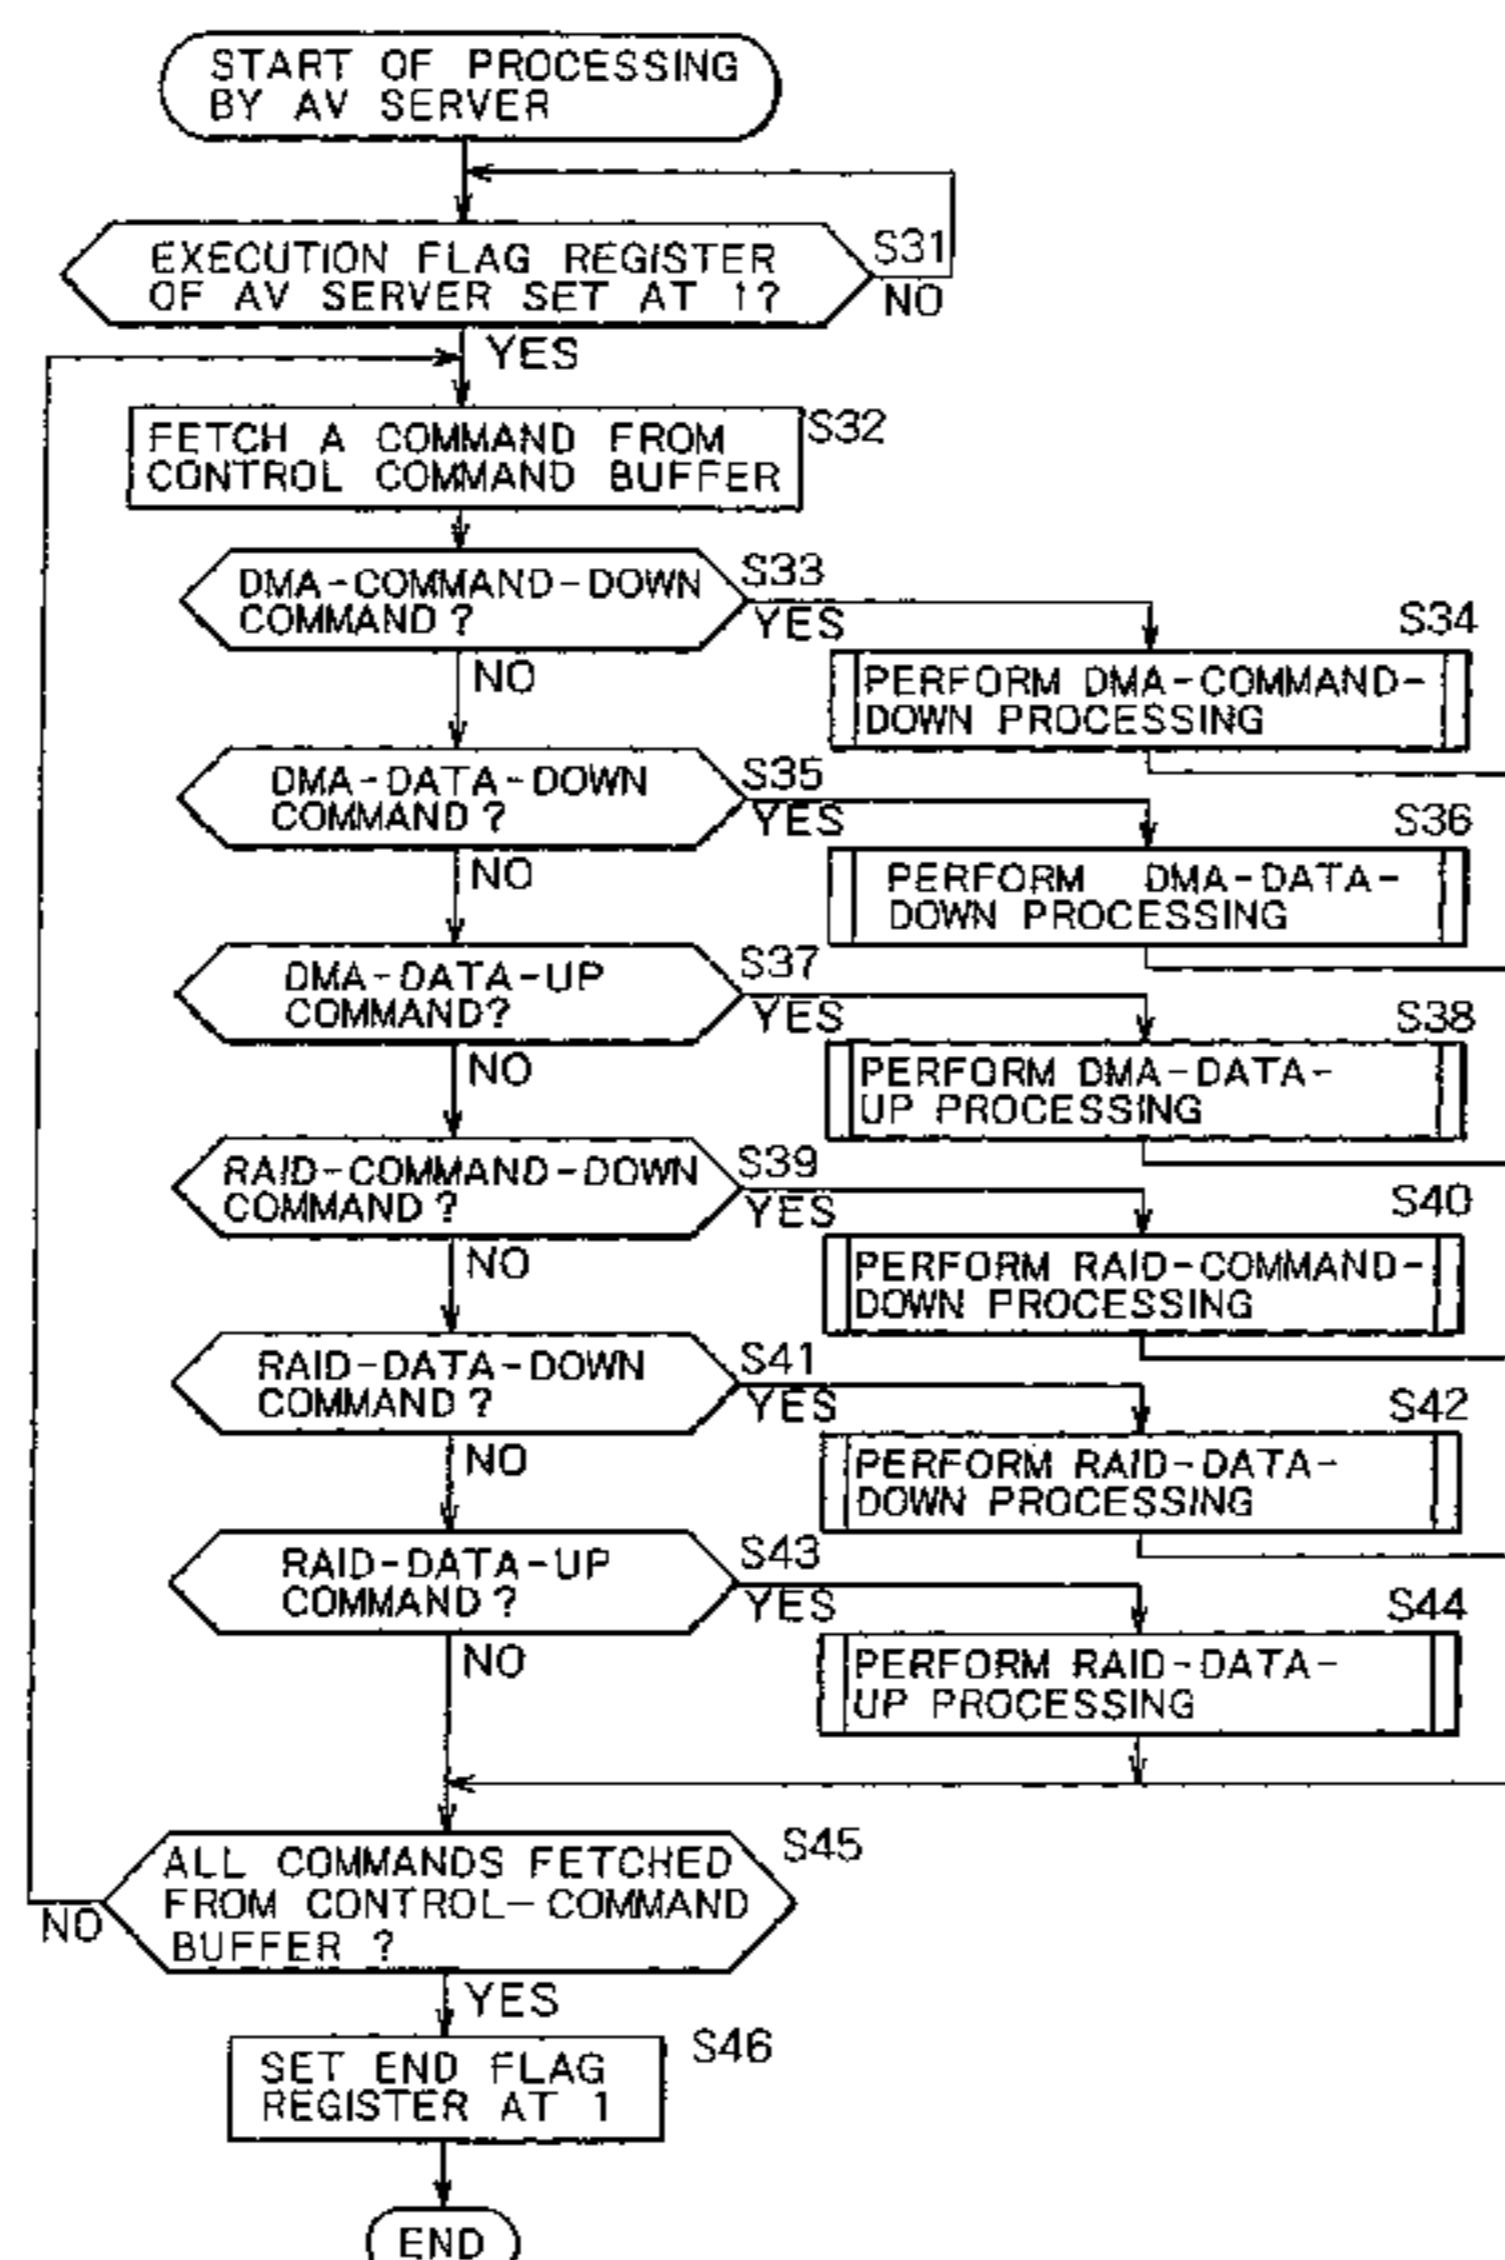 START OF PROCESSING
BY AV SERVER
EXECUTION FLAG REGISTER
OF AV SERVER SET AT 1?
S31
NO
YES
FETCH A COMMAND FROM
CONTROL COMMAND BUFFER
S32
DMA-COMMAND-DOWN
COMMAND?
S33
YES
NO
S34
PERFORM DMA-COMMAND-
DOWN PROCESSING
DMA-DATA-DOWN
COMMAND?
S35
YES
NO
S36
PERFORM DMA-DATA-
DOWN PROCESSING
DMA-DATA-UP
COMMAND?
S37
YES
NO
S38
PERFORM DMA-DATA-
UP PROCESSING
RAID-COMMAND-DOWN
COMMAND?
S39
YES
NO
S40
PERFORM RAID-COMMAND-
DOWN PROCESSING
RAID-DATA-DOWN
COMMAND?
S41
YES
NO
S42
PERFORM RAID-DATA-
DOWN PROCESSING
RAID-DATA-UP
COMMAND?
S43
YES
NO
S44
PERFORM RAID-DATA-
UP PROCESSING
ALL COMMANDS FETCHED
FROM CONTROL-COMMAND
BUFFER ?
S45
NO
YES
SET END FLAG
REGISTER AT 1
S46
END